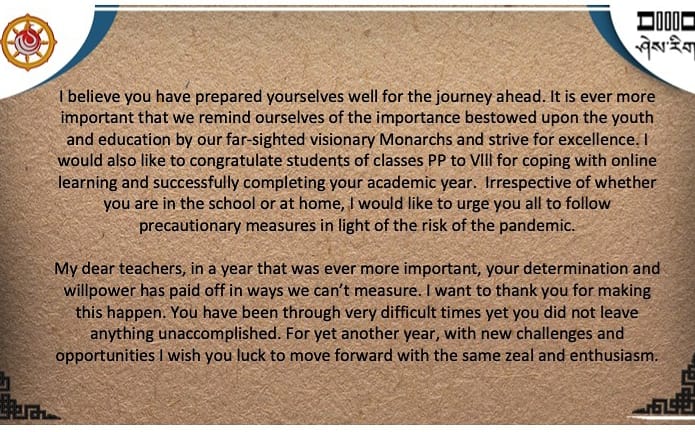 ཤེས་རིག
I believe you have prepared yourselves well for the journey ahead. It is ever more
important that we remind ourselves of the importance bestowed upon the youth
and education by our far-sighted visionary Monarchs and strive for excellence. I
would also like to congratulate students of classes PP to VIII for coping with online
learning and successfully completing your academic year.  Irrespective of whether
you are in the school or at home, I would like to urge you all to follow
precautionary measures in light of the risk of the pandemic.
My dear teachers, in a year that was ever more important, your determination and
willpower has paid off in ways we can’t measure. I want to thank you for making
this happen. You have been through very difficult times yet you did not leave
anything unaccomplished. For yet another year, with new challenges and
opportunities I wish you luck to move forward with the same zeal and enthusiasm.